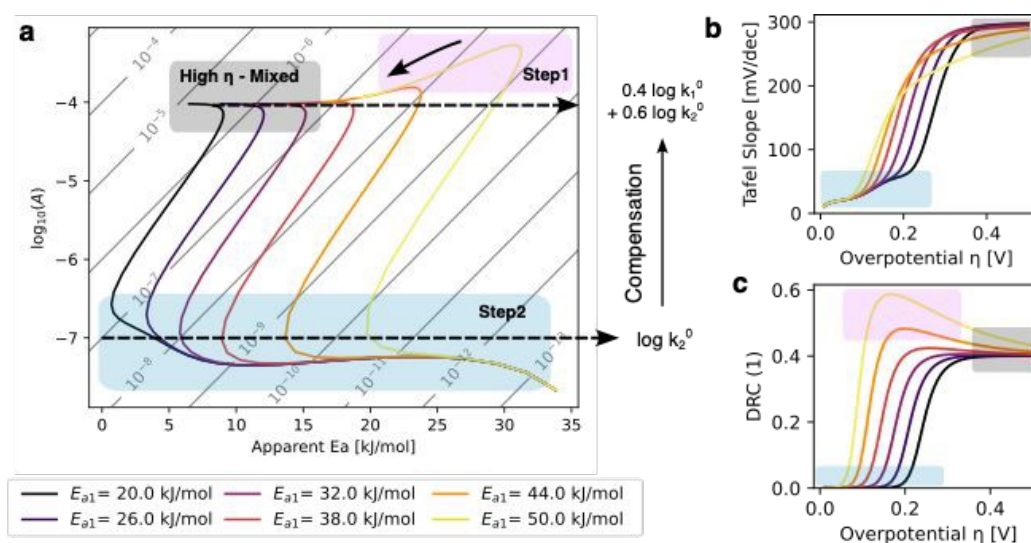 a
10⁻⁴
10⁻⁶
High η - Mixed
Step1
10⁻⁵
−4
−5
−6
−7
log₁₀(A)
10⁻⁷
Step2
10⁻⁹
10⁻⁸
10⁻¹⁰
10⁻¹¹
10⁻¹²
10⁻¹³
0 5 10 15 20 25 30 35
Apparent Ea [kJ/mol]
0.4 log k₁⁰
+ 0.6 log k₂⁰
Compensation
log k₂⁰
Eₐ₁= 20.0 kJ/mol Eₐ₁= 32.0 kJ/mol Eₐ₁= 44.0 kJ/mol
Eₐ₁= 26.0 kJ/mol Eₐ₁= 38.0 kJ/mol Eₐ₁= 50.0 kJ/mol
b
Tafel Slope [mV/dec]
300
200
100
0
0.0 0.2 0.4
Overpotential η [V]
c
DRC (1)
0.6
0.4
0.2
0.0
0.0 0.2 0.4
Overpotential η [V]